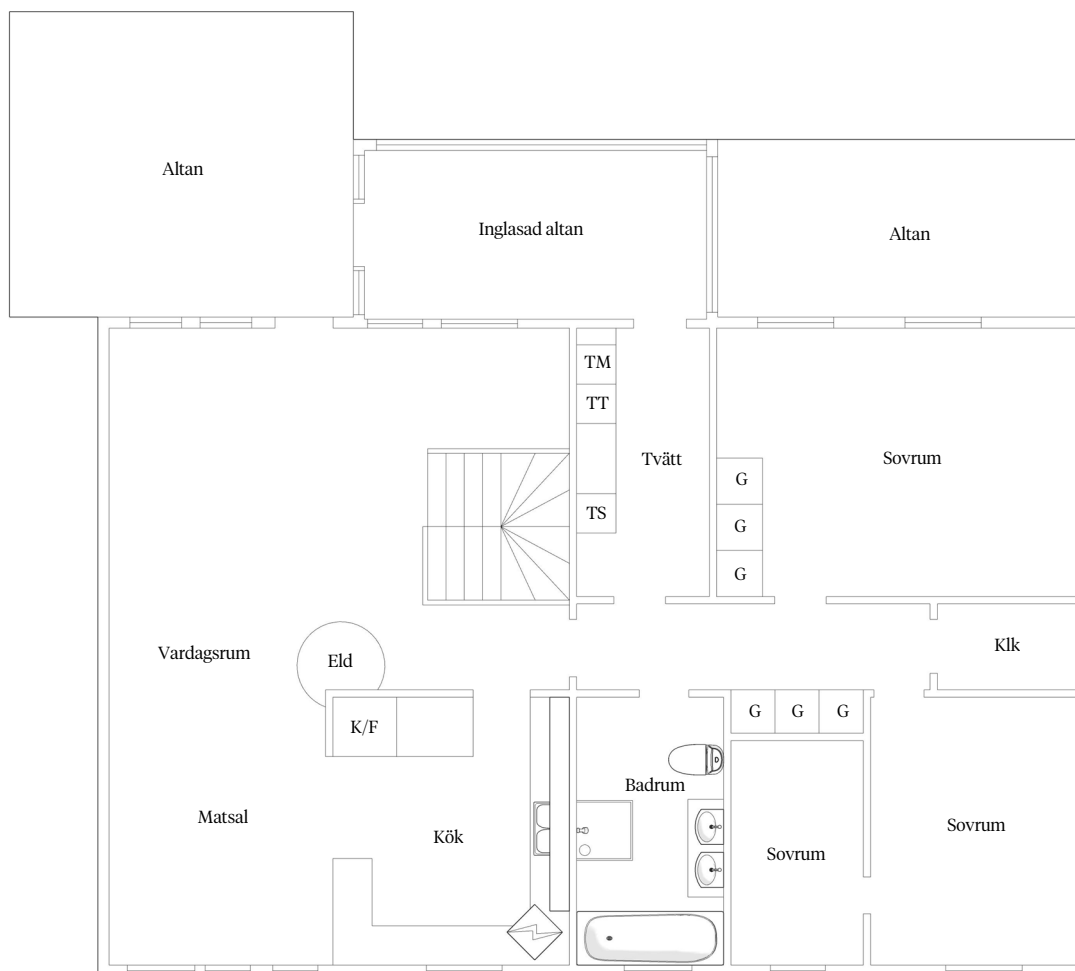 Altan
Inglasad altan
Altan
TM
TT
Tvätt
Sovrum
G
TS
G
G
Vardagsrum
Eld
Klk
K/F
G
G
G
Badrum
Matsal
Kök
Sovrum
Sovrum